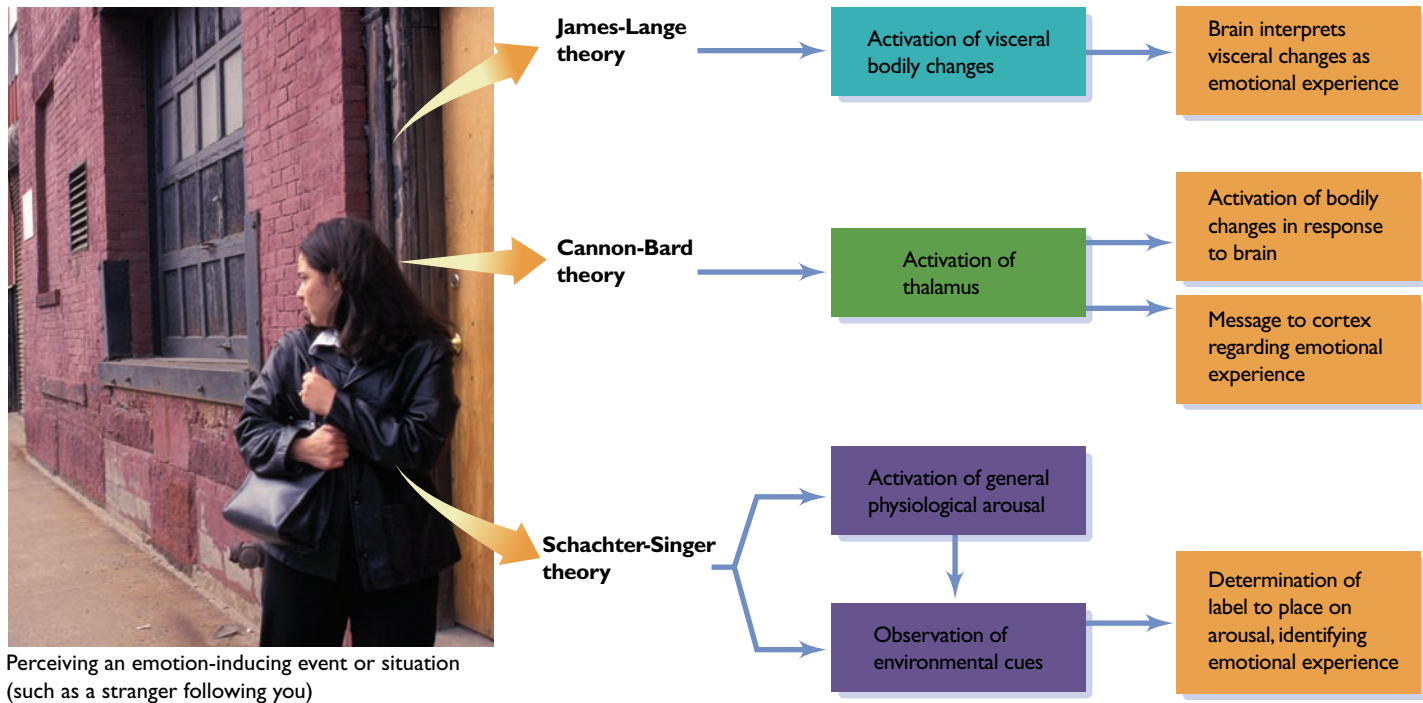 James-Lange
theory
Activation of visceral
bodily changes
Brain interprets
visceral changes as
emotional experience
Cannon-Bard
theory
Activation of
thalamus
Activation of bodily
changes in response
to brain
Message to cortex
regarding emotional
experience
Schachter-Singer
theory
Activation of general
physiological arousal
Observation of
environmental cues
Determination of
label to place on
arousal, identifying
emotional experience
Perceiving an emotion-inducing event or situation
(such as a stranger following you)